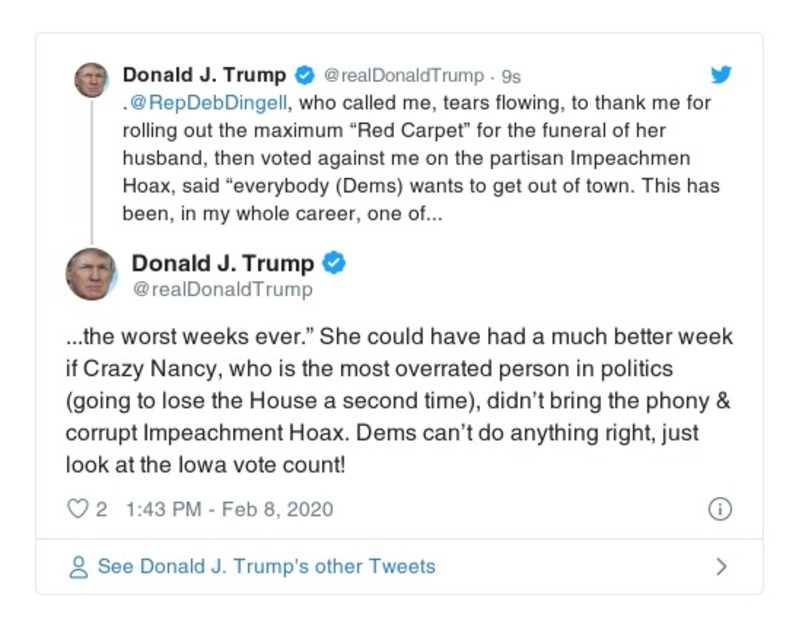 Donald J. Trump @realDonaldTrump · 9s
.@RepDebDingell, who called me, tears flowing, to thank me for
rolling out the maximum “Red Carpet” for the funeral of her
husband, then voted against me on the partisan Impeachmen
Hoax, said “everybody (Dems) wants to get out of town. This has
been, in my whole career, one of...
Donald J. Trump
@realDonaldTrump
...the worst weeks ever.” She could have had a much better week
if Crazy Nancy, who is the most overrated person in politics
(going to lose the House a second time), didn’t bring the phony &
corrupt Impeachment Hoax. Dems can’t do anything right, just
look at the Iowa vote count!
2 1:43 PM - Feb 8, 2020
See Donald J. Trump's other Tweets